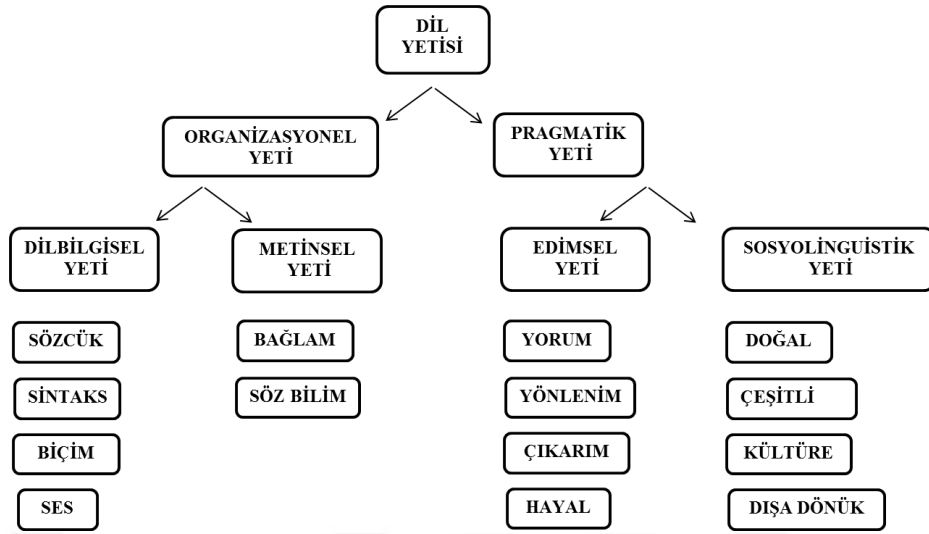 DİL
YETİSİ
ORGANİZASYONEL
YETİ
PRAGMATİK
YETİ
DİLBİLGİSEL
YETİ
METİNSEL
YETİ
EDİMSEL
YETİ
SOSYOLİNGUİSTİK
YETİ
SÖZCÜK
BAĞLAM
YORUM
DOĞAL
SİNTAKS
SÖZ BİLİM
YÖNLENİM
ÇEŞİTLİ
BİÇİM
ÇIKARIM
KÜLTÜRE
SES
HAYAL
DIŞA DÖNÜK